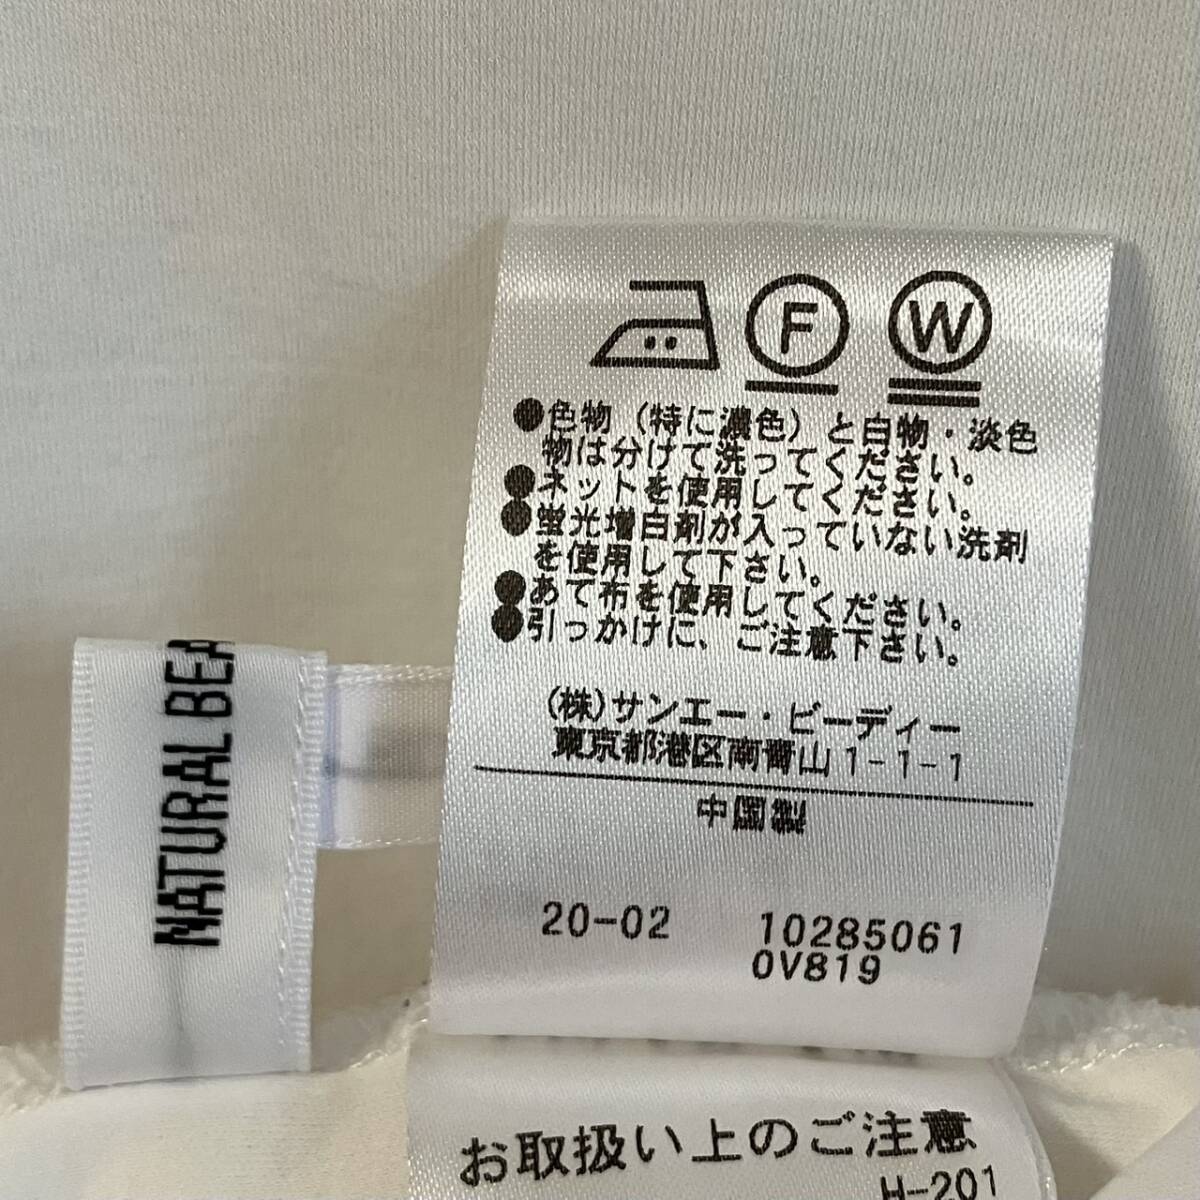 F W
●色物(特に濃色)と白物・淡色
物は分けて洗ってください。
●ネットを使用してください。
●蛍光増白剤が入っていない洗剤
を使用して下さい。
●あて布を使用してください。
●引っかけに、ご注意下さい。
(株)サンエー・ビーディー
東京都港区南青山1-1-1
中国製
20-02 10285061
0V819
お取扱い上のご注意
H-201
NATURAL BEA